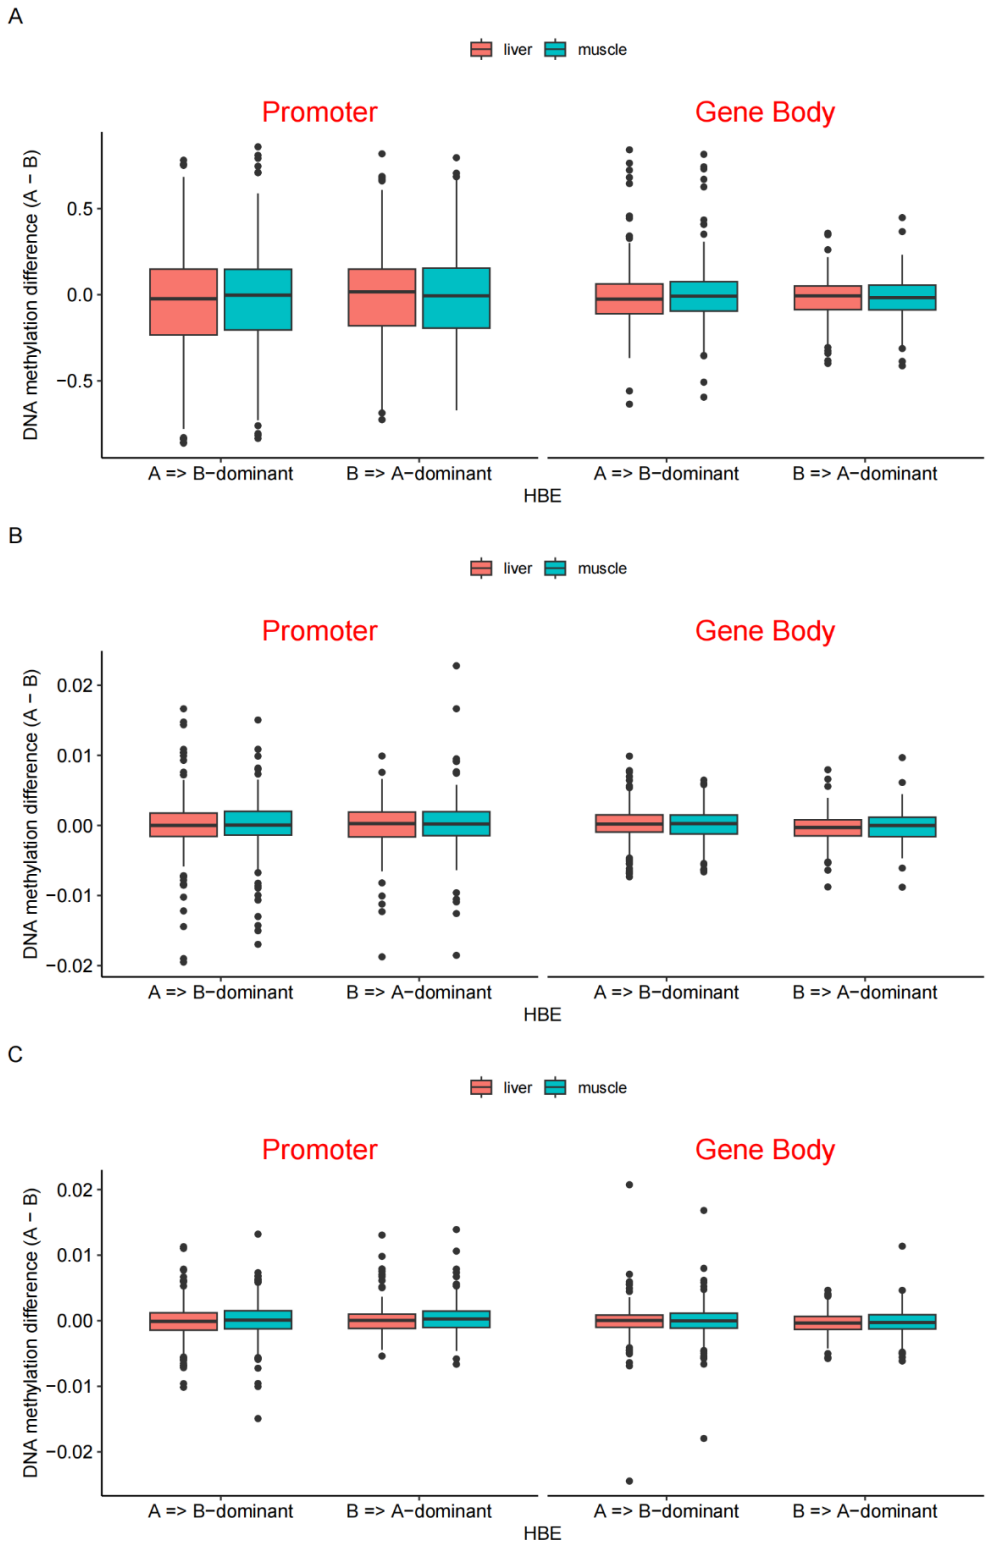 A
liver muscle
Promoter Gene Body
DNA methylation difference (A − B)
0.5
0.0
−0.5
A => B−dominant B => A−dominant A => B−dominant B => A−dominant
HBE
B
liver muscle
Promoter Gene Body
DNA methylation difference (A − B)
0.02
0.01
0.00
−0.01
−0.02
A => B−dominant B => A−dominant A => B−dominant B => A−dominant
HBE
C
liver muscle
Promoter Gene Body
DNA methylation difference (A − B)
0.02
0.01
0.00
−0.01
−0.02
A => B−dominant B => A−dominant A => B−dominant B => A−dominant
HBE